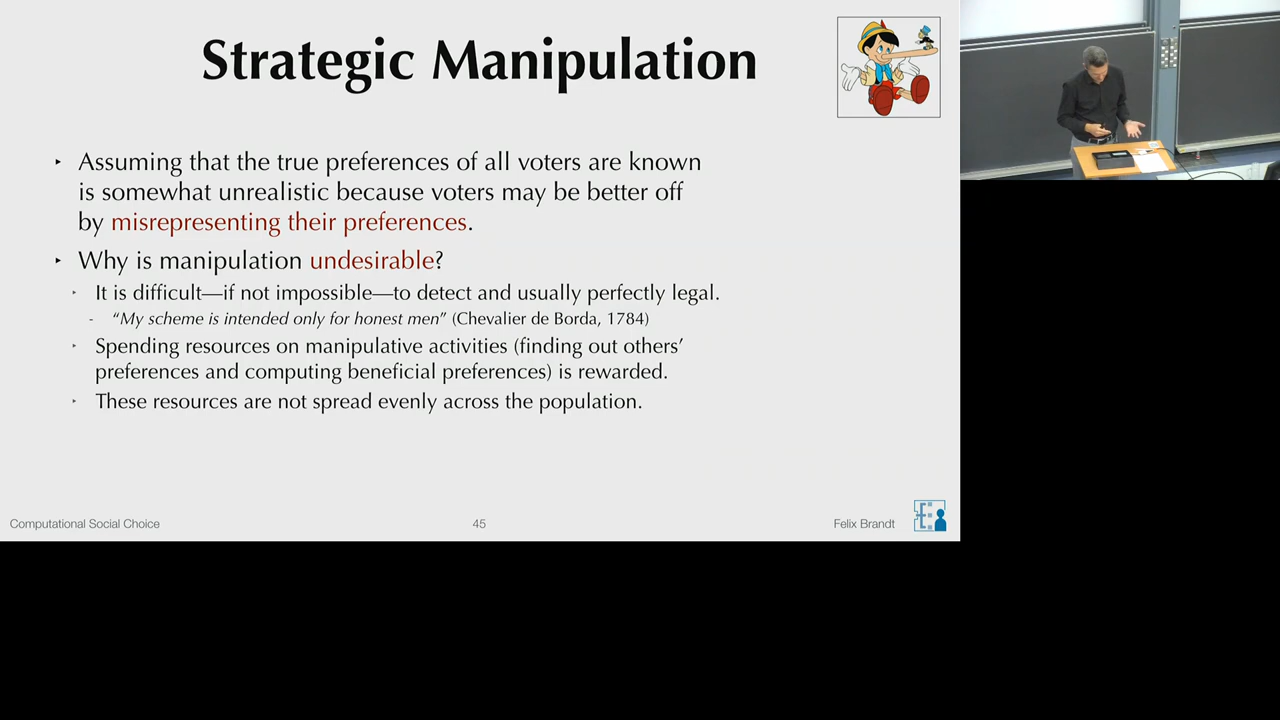 Strategic Manipulation
‣ Assuming that the true preferences of all voters are known
is somewhat unrealistic because voters may be better off
by misrepresenting their preferences.
‣ Why is manipulation undesirable?
‣ It is difficult—if not impossible—to detect and usually perfectly legal.
- “My scheme is intended only for honest men” (Chevalier de Borda, 1784)
‣ Spending resources on manipulative activities (finding out others’
preferences and computing beneficial preferences) is rewarded.
‣ These resources are not spread evenly across the population.
Computational Social Choice
45
Felix Brandt